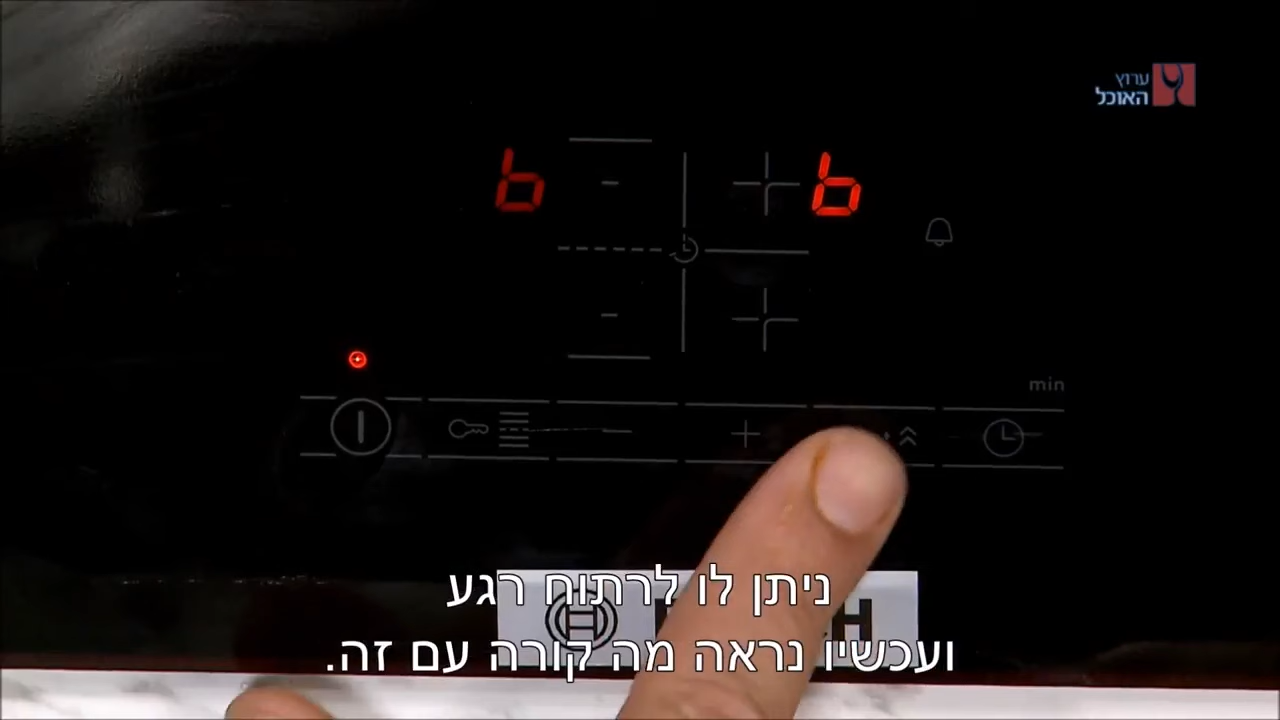 ערוץ
האוכל
b b
min
ניתן לו לרתוח רגע
ועכשיו נראה מה קורה עם זה.